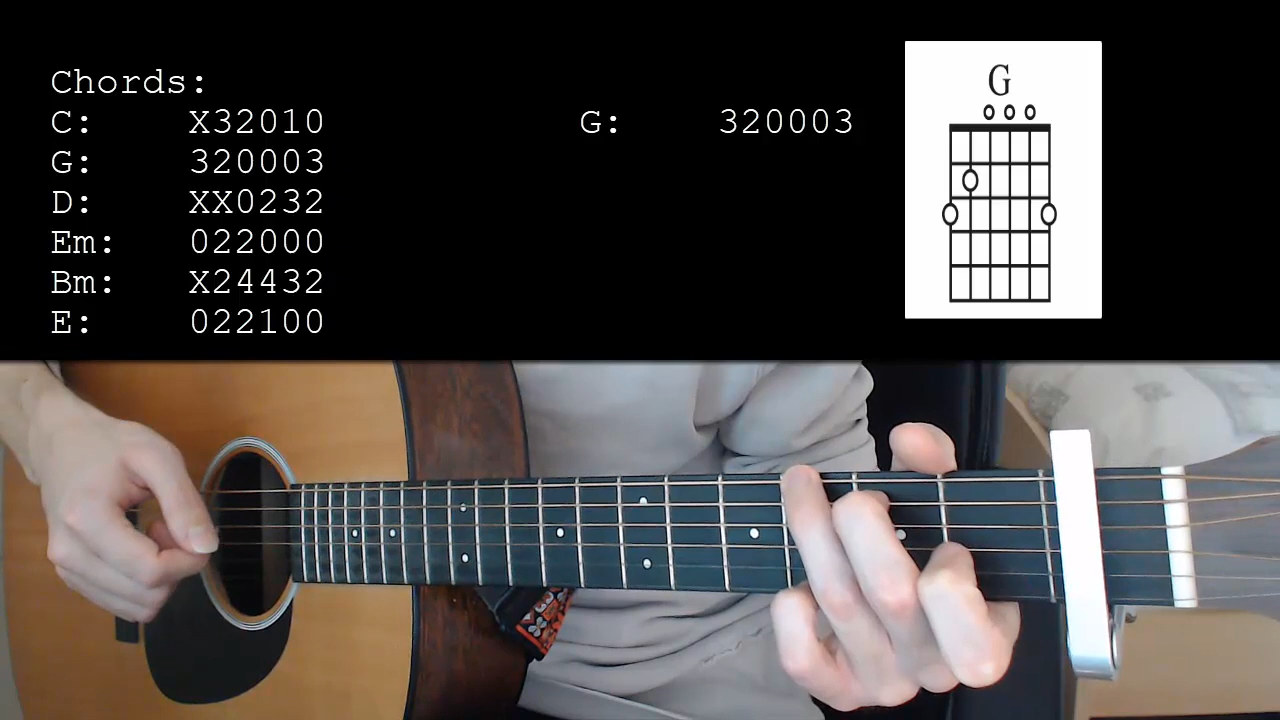 Chords:
C: X32010
G: 320003
D: XX0232
Em: 022000
Bm: X24432
E: 022100
G: 320003
G